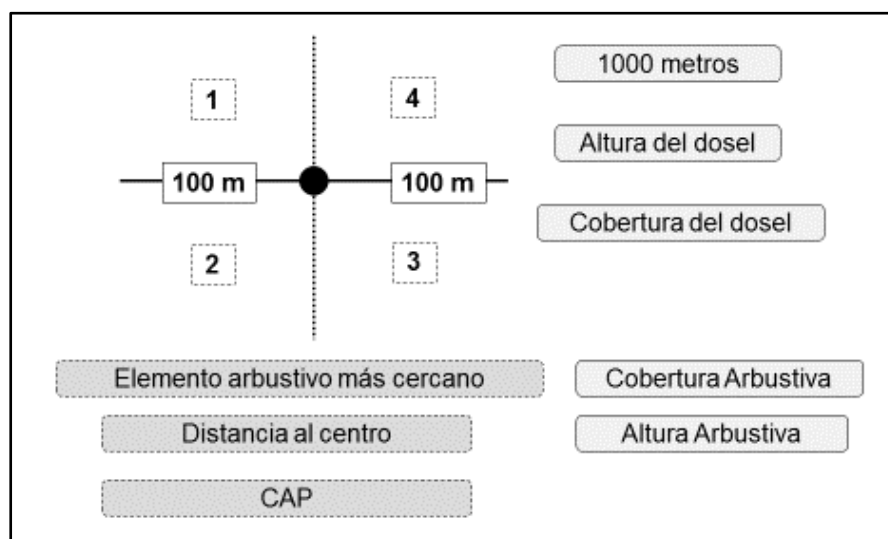 1
4
1000 metros
Altura del dosel
100 m
100 m
Cobertura del dosel
2
3
Elemento arbustivo más cercano
Cobertura Arbustiva
Distancia al centro
Altura Arbustiva
CAP